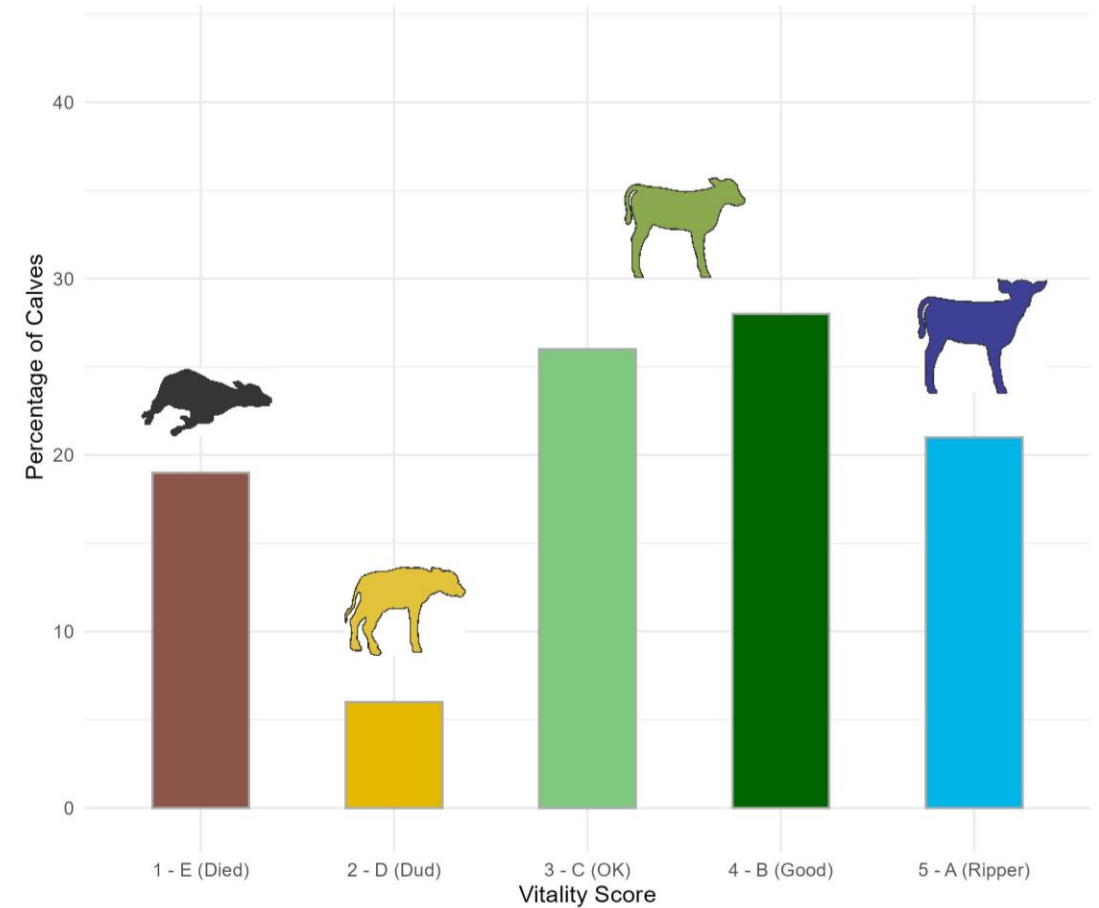 Percentage of Calves
40
30
20
10
0
1 - E (Died)
2 - D (Dud)
3 - C (OK)
4 - B (Good)
5 - A (Ripper)
Vitality Score